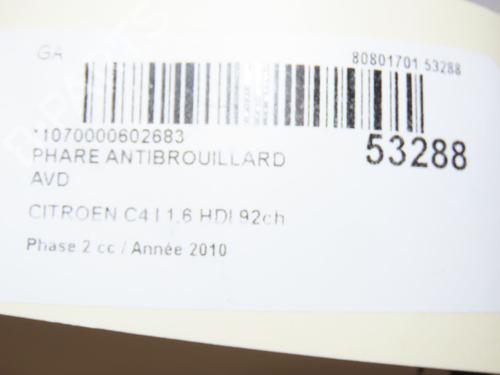 GA
80801701 53288
*1070000602683
53288
PHARE ANTIBROUILLARD
AVD
CITROEN C4 I 1.6 HDI 92ch
Phase 2 cc / Année 2010